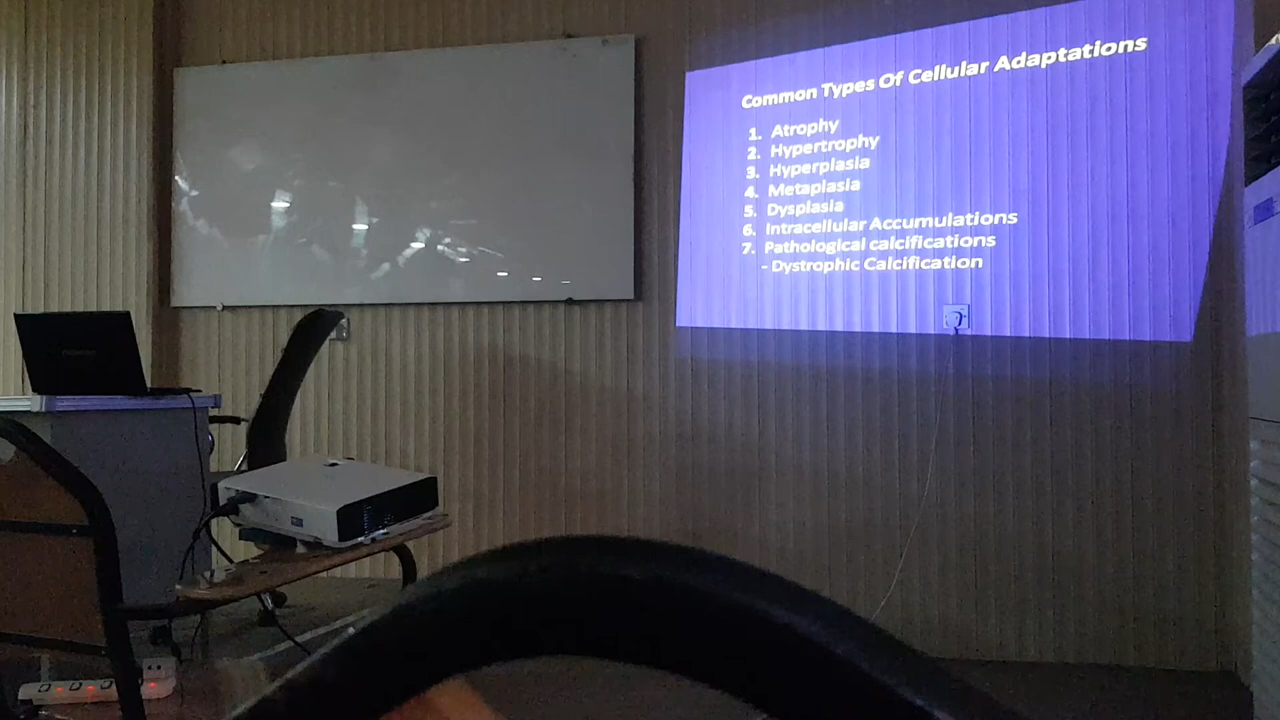 Common Types Of Cellular Adaptations
1. Atrophy
2. Hypertrophy
3. Hyperplasia
4. Metaplasia
5. Dysplasia
6. Intracellular Accumulations
7. Pathological calcifications
- Dystrophic Calcification